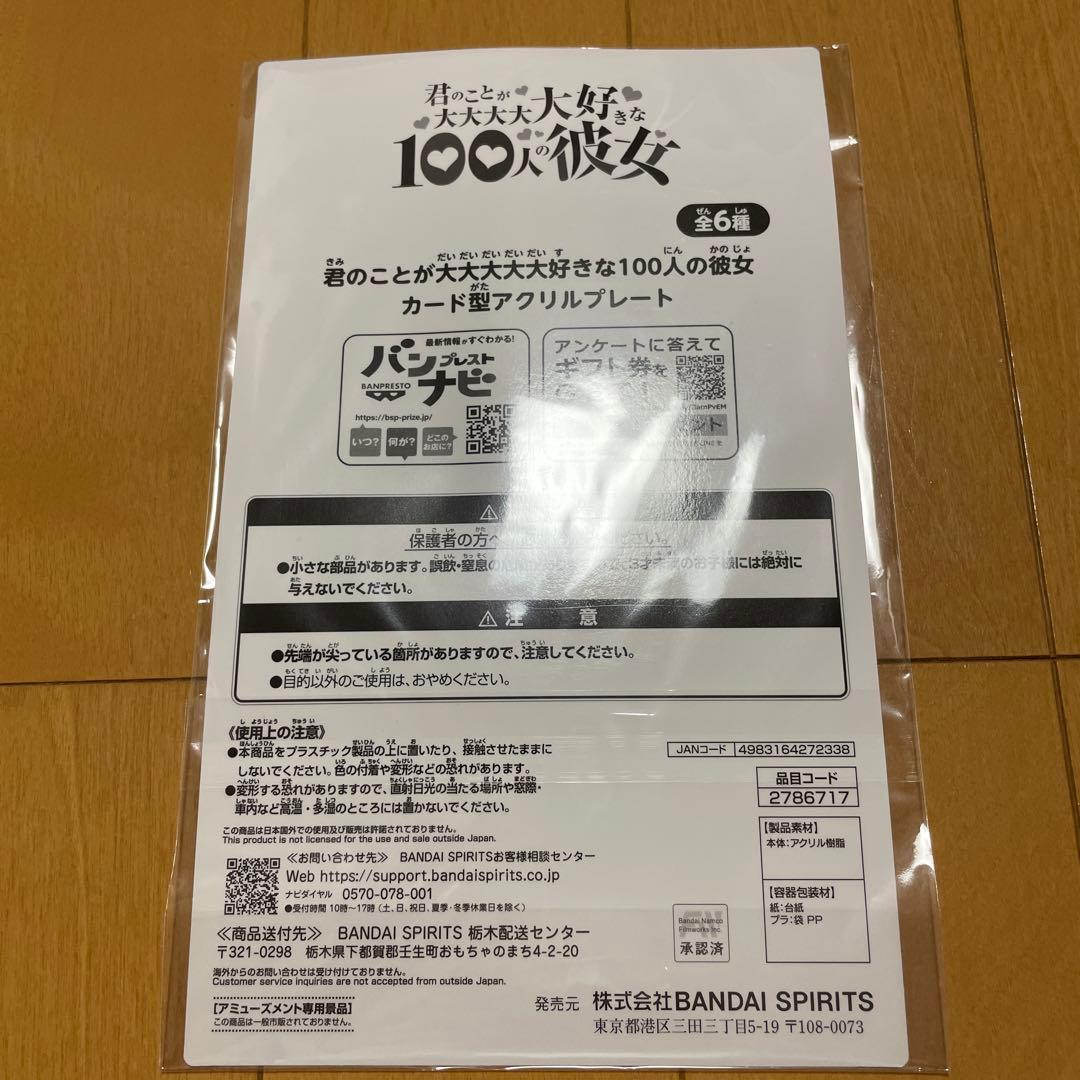 君のことが
大大大大大好きな
100人の彼女
全6種
君のことが大大大大大好きな100人の彼女
カード型アクリルプレート
最新情報がすぐわかる!
バンプレストナビ
BANPRESTO
https://bsp-prize.jp/
いつ? 何が? どこのお店に?
アンケートに答えて
ギフト券を
保護者の方へ
●小さな部品があります。誤飲・窒息の
お子様には絶対に
与えないでください。
注意
●先端が尖っている箇所がありますので、注意してください。
●目的以外のご使用は、おやめください。
《使用上の注意》
●本商品をプラスチック製品の上に置いたり、接触させたままに
しないでください。色の付着や変形などの恐れがあります。
●変形する恐れがありますので、直射日光の当たる場所や窓際・
車内など高温・多湿のところには置かないでください。
JANコード 4983164272338
品目コード
2786717
【製品素材】
本体:アクリル樹脂
【容器包装材】
紙:台紙
プラ:袋 PP
この商品は日本国外での使用及び販売は許諾されておりません。
This product is not licensed for the use and sale outside Japan.
≪お問い合わせ先≫ BANDAI SPIRITSお客様相談センター
Web https://support.bandaispirits.co.jp
ナビダイヤル 0570-078-001
●受付時間 10時~17時(土、日、祝日、夏季・冬季休業日を除く)
≪商品送付先≫ BANDAI SPIRITS 栃木配送センター
〒321-0298 栃木県下都賀郡壬生町おもちゃのまち4-2-20
Bandai Namco
Filmworks Inc.
承認済
海外からのお問い合わせは受け付けておりません。
Customer service inquiries are not accepted from outside Japan.
【アミューズメント専用景品】
この商品は一般市販されておりません。
発売元 株式会社BANDAI SPIRITS
東京都港区三田三丁目5-19 〒108-0073